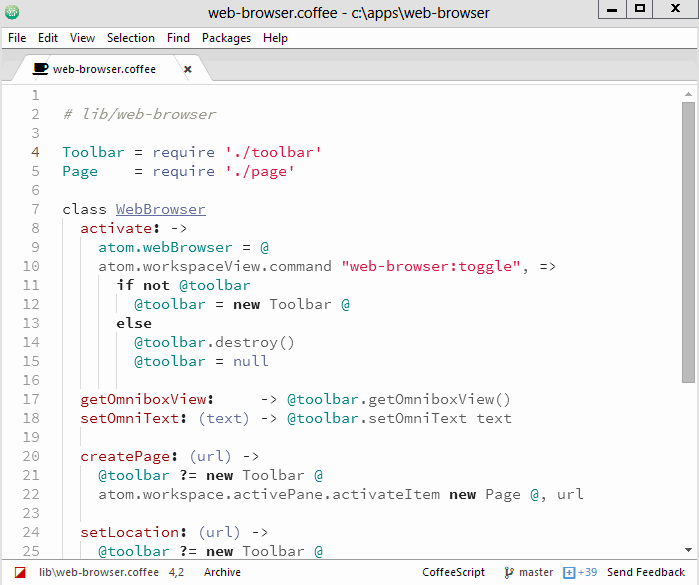 web-browser.coffee - c:\apps\web-browser
File Edit View Selection Find Packages Help
web-browser.coffee
1
2 # lib/web-browser
3
4 Toolbar = require './toolbar'
5 Page    = require './page'
6
7 class WebBrowser
8   activate: ->
9     atom.webBrowser = @
10     atom.workspaceView.command "web-browser:toggle", =>
11       if not @toolbar
12         @toolbar = new Toolbar @
13       else
14         @toolbar.destroy()
15         @toolbar = null
16
17   getOmniboxView:     -> @toolbar.getOmniboxView()
18   setOmniText: (text) -> @toolbar.setOmniText text
19
20   createPage: (url) ->
21     @toolbar ?= new Toolbar @
22     atom.workspace.activePane.activateItem new Page @, url
23
24   setLocation: (url) ->
25     @toolbar ?= new Toolbar @
lib\web-browser.coffee 4,2 Archive CoffeeScript master +39 Send Feedback